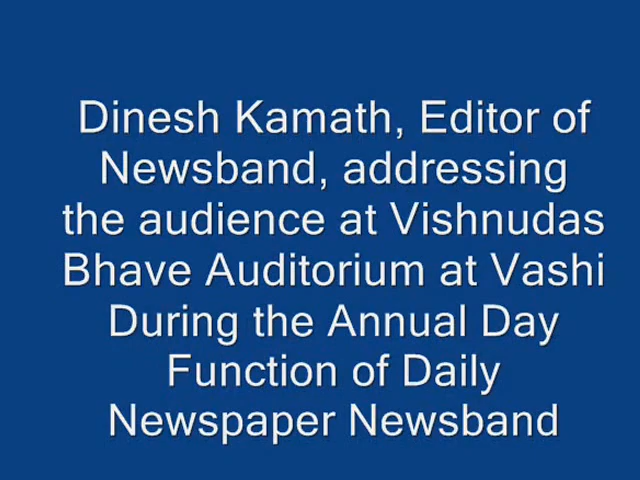 Dinesh Kamath, Editor of
Newsband, addressing
the audience at Vishnudas
Bhave Auditorium at Vashi
During the Annual Day
Function of Daily
Newspaper Newsband